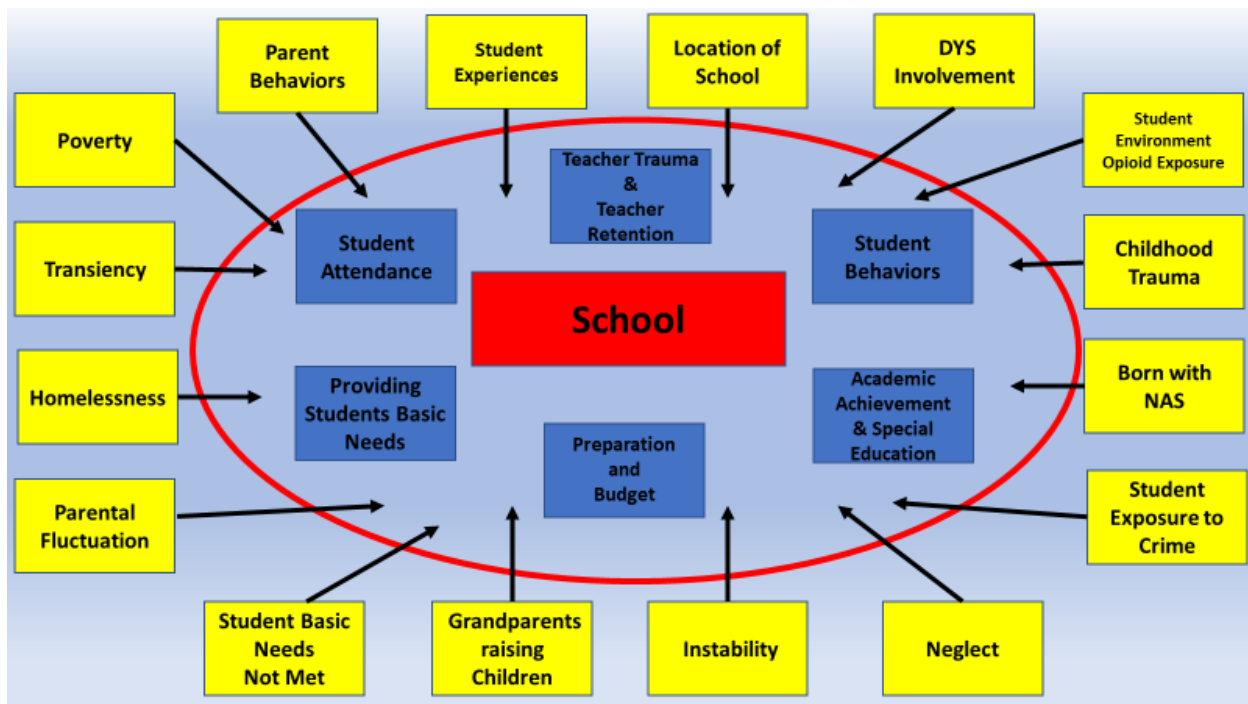 Parent
Behaviors
Student
Experiences
Location of
School
DYS
Involvement
Poverty
Student
Environment
Opioid Exposure
Teacher Trauma
&
Teacher
Retention
Student
Attendance
Student
Behaviors
Transiency
Childhood
Trauma
School
Homelessness
Providing
Students Basic
Needs
Academic
Achievement
& Special
Education
Born with
NAS
Preparation
and
Budget
Parental
Fluctuation
Student
Exposure to
Crime
Student Basic
Needs
Not Met
Grandparents
raising
Children
Instability
Neglect